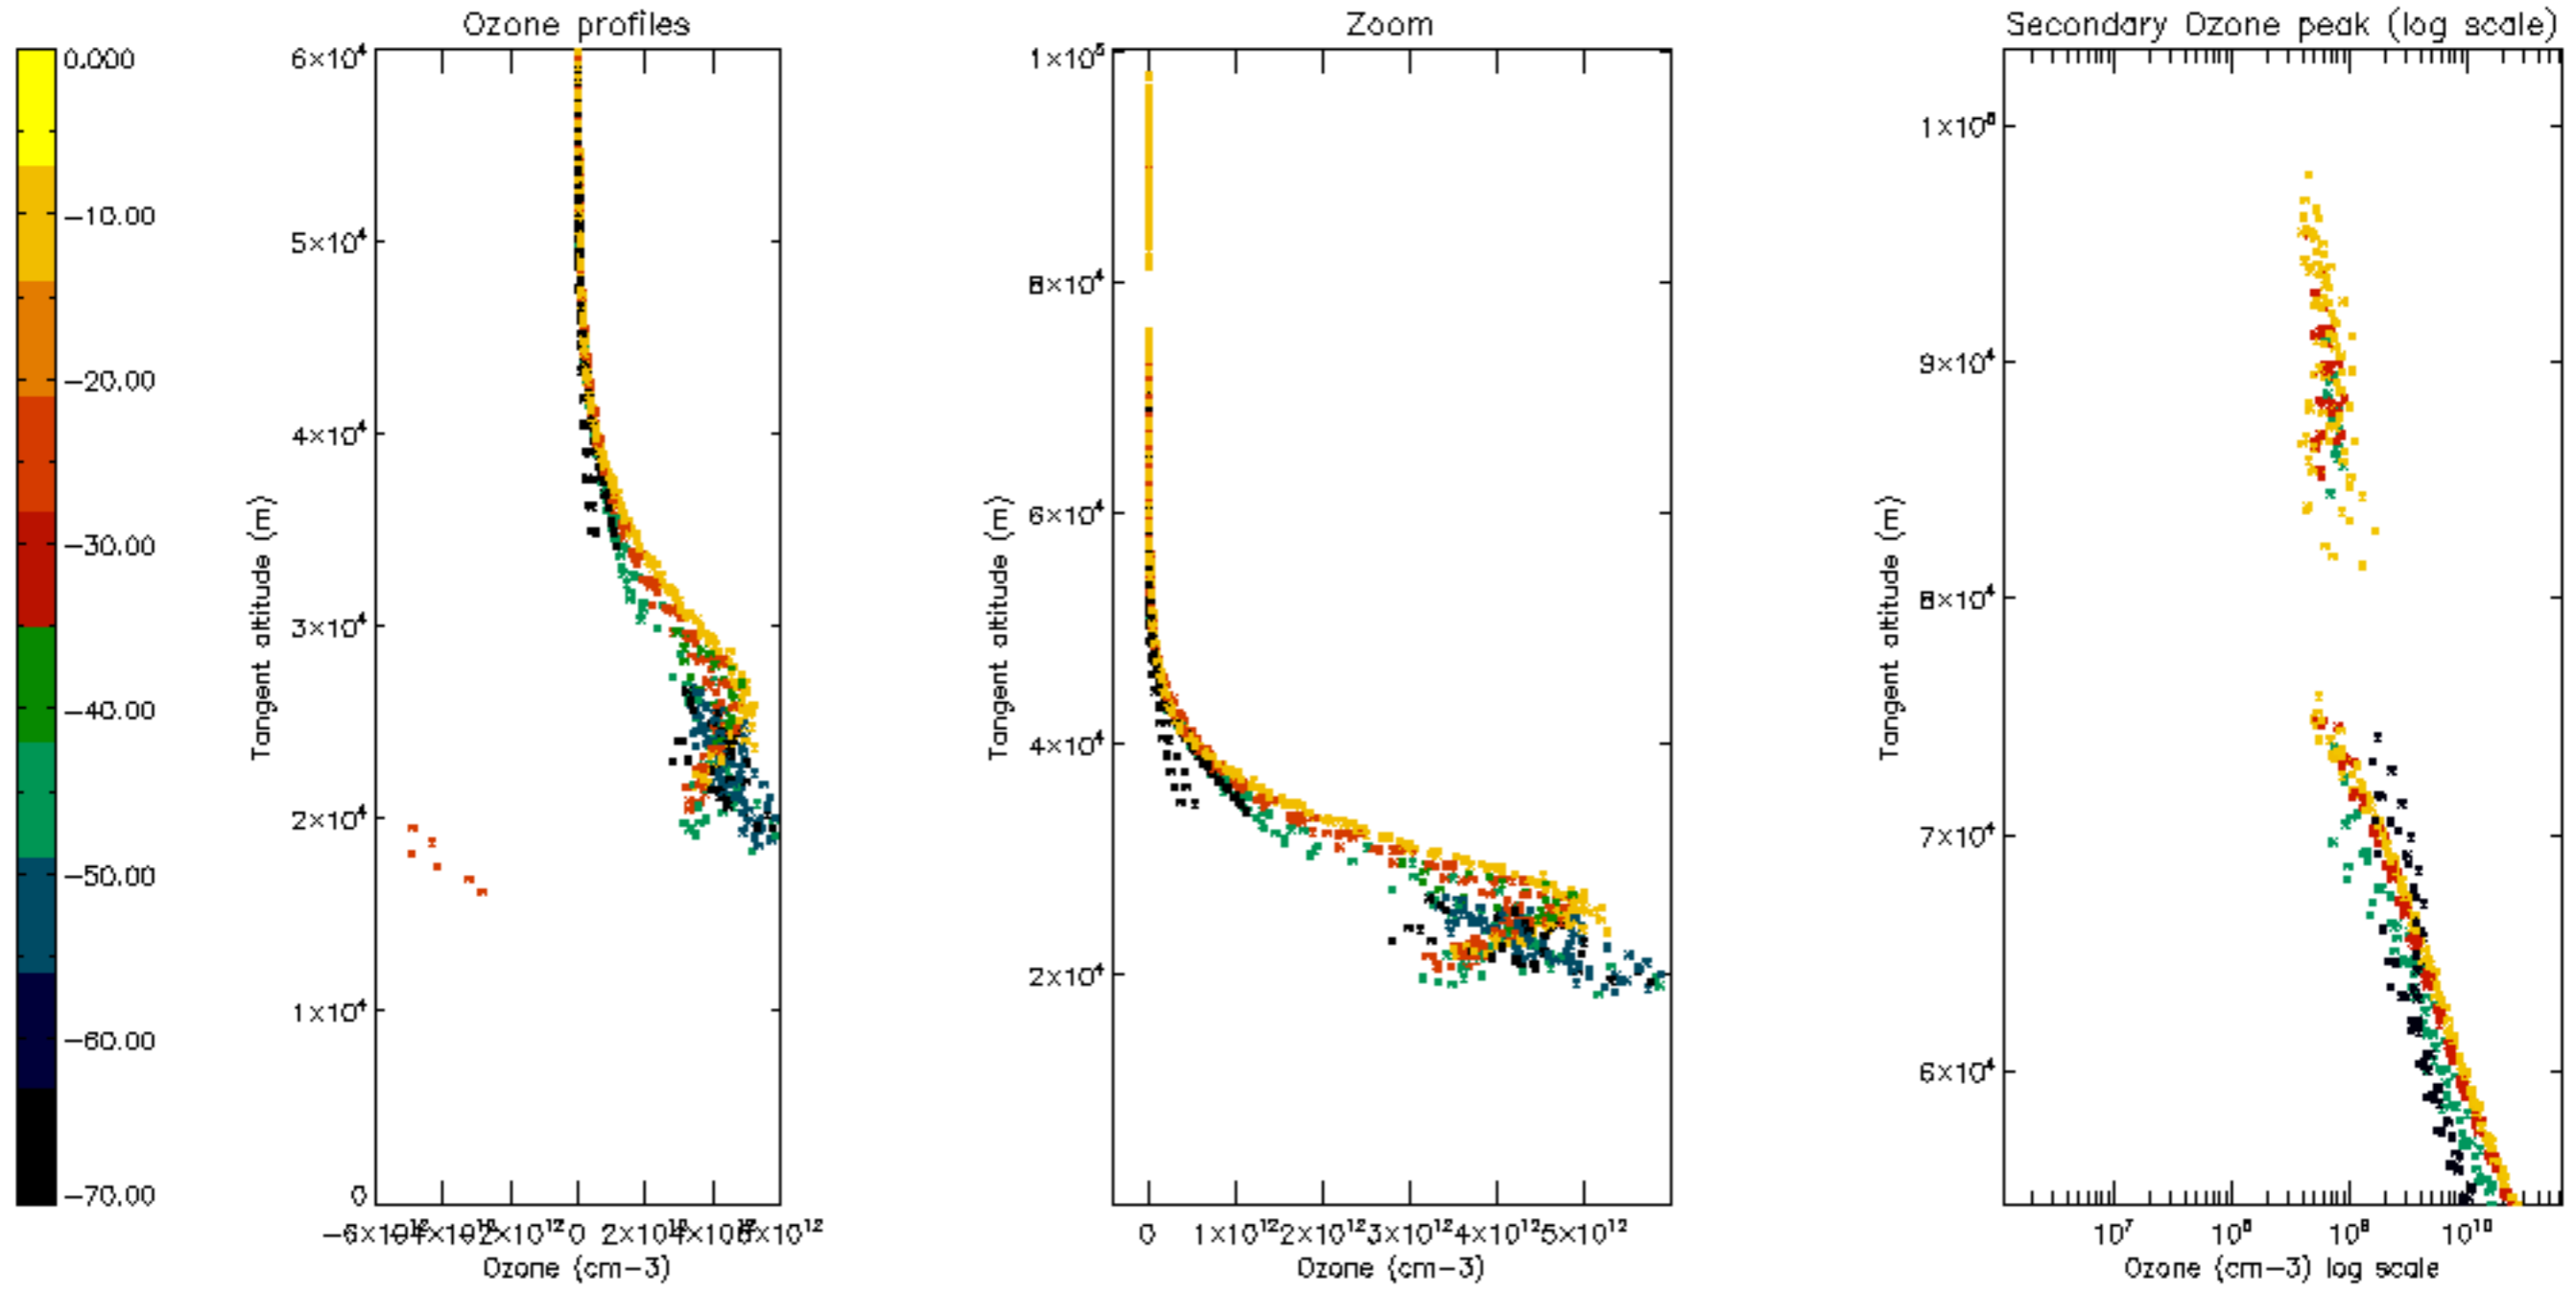 Ozone profiles
Zoom
Secondary Ozone peak (log scale)
0.000
−10.00
−20.00
−30.00
−40.00
−50.00
−60.00
−70.00
6×10⁴
5×10⁴
4×10⁴
3×10⁴
2×10⁴
1×10⁴
0
Tangent altitude (m)
0 2×10¹²
Ozone (cm−3)
1×10⁵
8×10⁴
6×10⁴
4×10⁴
2×10⁴
Tangent altitude (m)
0 1×10¹² 2×10¹² 3×10¹² 4×10¹² 5×10¹²
Ozone (cm−3)
1×10⁵
9×10⁴
8×10⁴
7×10⁴
6×10⁴
Tangent altitude (m)
10⁷ 10⁸ 10⁹ 10¹⁰
Ozone (cm−3) log scale